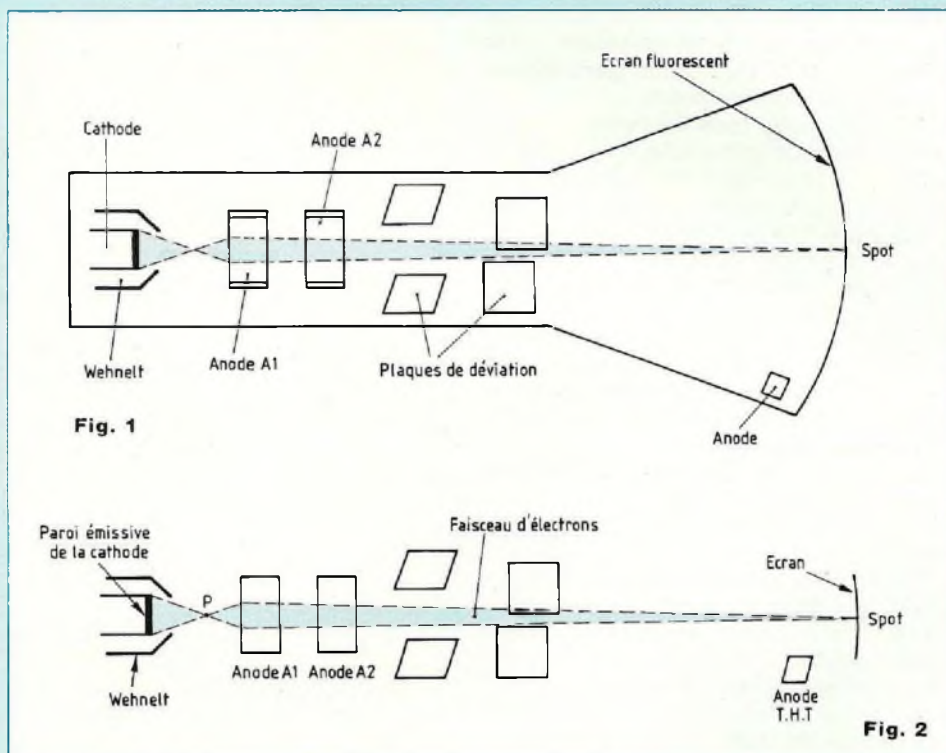 Ecran fluorescent
Cathode
Anode A2
Spot
Wehnelt
Anode A1
Plaques de déviation
Anode
Fig. 1
Paroi émissive
de la cathode
Faisceau d'électrons
Ecran
P
Spot
Anode A1
Anode A2
Wehnelt
Anode
T.H.T
Fig. 2